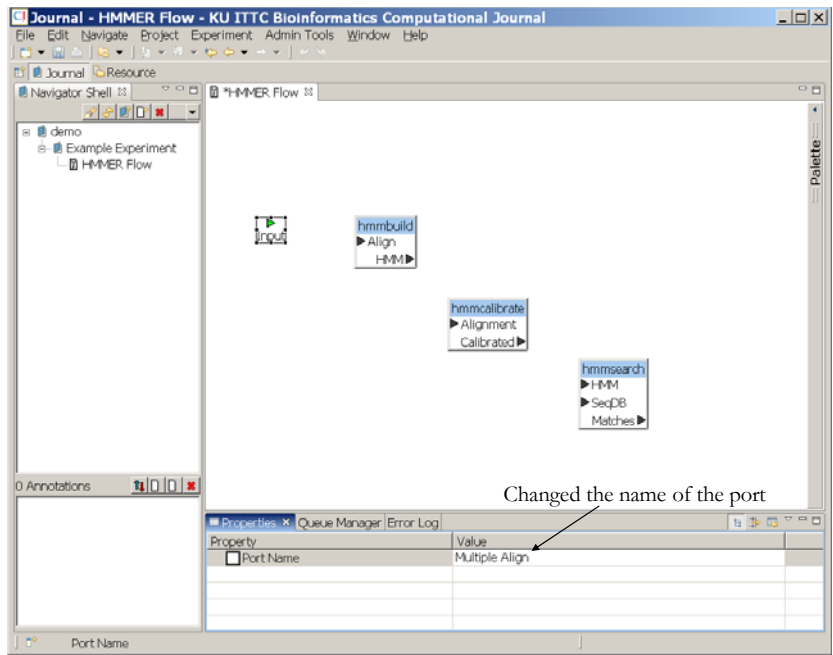 Journal - HMMER Flow - KU ITTC Bioinformatics Computational Journal
File Edit Navigate Project Experiment Admin Tools Window Help
Journal Resource
Navigator Shell
demo
Example Experiment
HMMER Flow
*HMMER Flow
Palette
Input
hmmbuild
Align
HMM
hmmcalibrate
Alignment
Calibrated
hmmsearch
HMM
SeqDB
Matches
0 Annotations
Changed the name of the port
Properties Queue Manager Error Log
Property Value
Port Name Multiple Align
Port Name